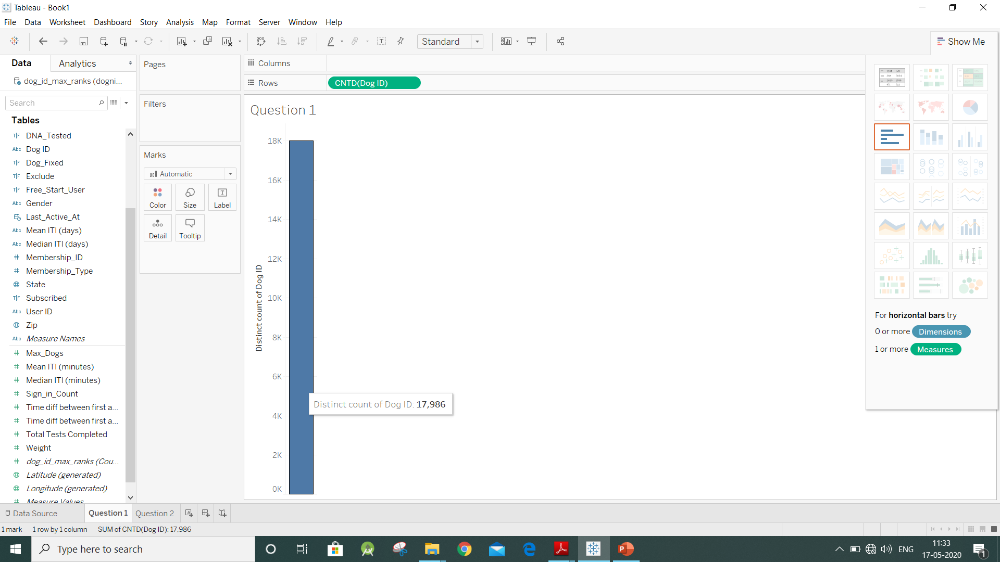 Tableau - Book1
File Data Worksheet Dashboard Story Analysis Map Format Server Window Help
Standard
Show Me
Data
Analytics
dog_id_max_ranks (dogni...
Search
Tables
DNA_Tested
Abc Dog ID
Dog_Fixed
Exclude
Free_Start_User
Abc Gender
Last_Active_At
Abc Mean ITI (days)
Abc Median ITI (days)
# Membership_ID
# Membership_Type
State
Subscribed
Abc User ID
Zip
Abc Measure Names
# Max_Dogs
# Mean ITI (minutes)
# Median ITI (minutes)
# Sign_in_Count
# Time diff between first a...
# Time diff between first a...
# Total Tests Completed
# Weight
# dog_id_max_ranks (Cou...
Latitude (generated)
Longitude (generated)
# Measure Values
Pages
Filters
Marks
Automatic
Color Size Label
Detail Tooltip
Columns
Rows CNTD(Dog ID)
Question 1
18K
16K
14K
12K
10K
8K
6K
4K
2K
0K
Distinct count of Dog ID
Distinct count of Dog ID: 17,986
For horizontal bars try
0 or more Dimensions
1 or more Measures
Data Source Question 1 Question 2
1 mark 1 row by 1 column SUM of CNTD(Dog ID): 17,986
Type here to search
ENG
11:33
17-05-2020
1